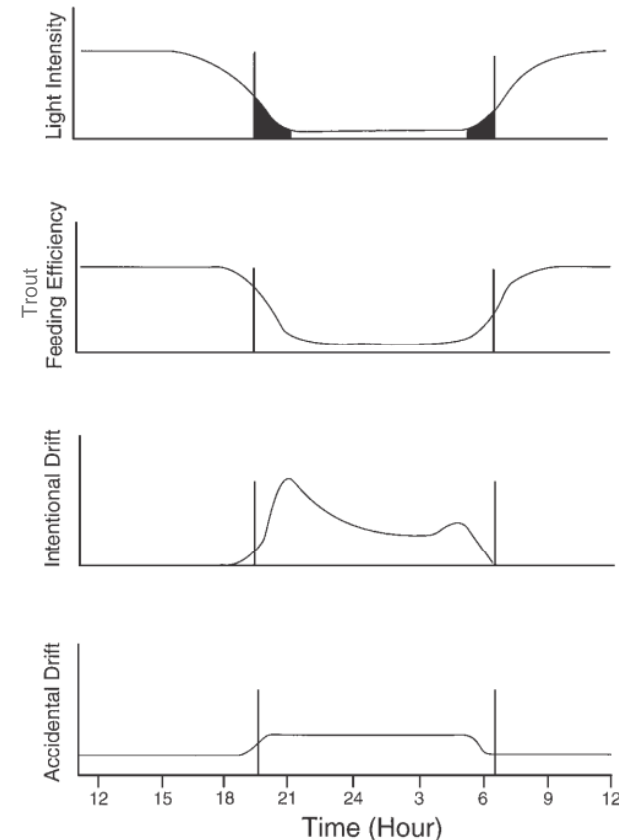 Light Intensity
Trout
Feeding Efficiency
Intentional Drift
Accidental Drift
12 15 18 21 24 3 6 9 12
Time (Hour)